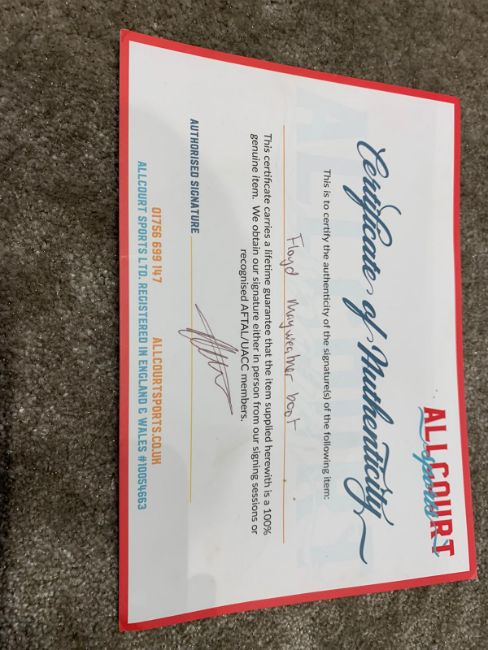 ALLCOURT
Sports
Certificate of Authenticity
This is to certify the authenticity of the signature(s) of the following item:
Floyd Mayweather boot
This certificate carries a lifetime guarantee that the item supplied herewith is a 100%
genuine item. We obtain our signature either in person from our signing sessions or
recognised AFTAL/UACC members.
AUTHORISED SIGNATURE
01756 699 147 ALLCOURTSPORTS.CO.UK
ALLCOURT SPORTS LTD. REGISTERED IN ENGLAND & WALES #10054663